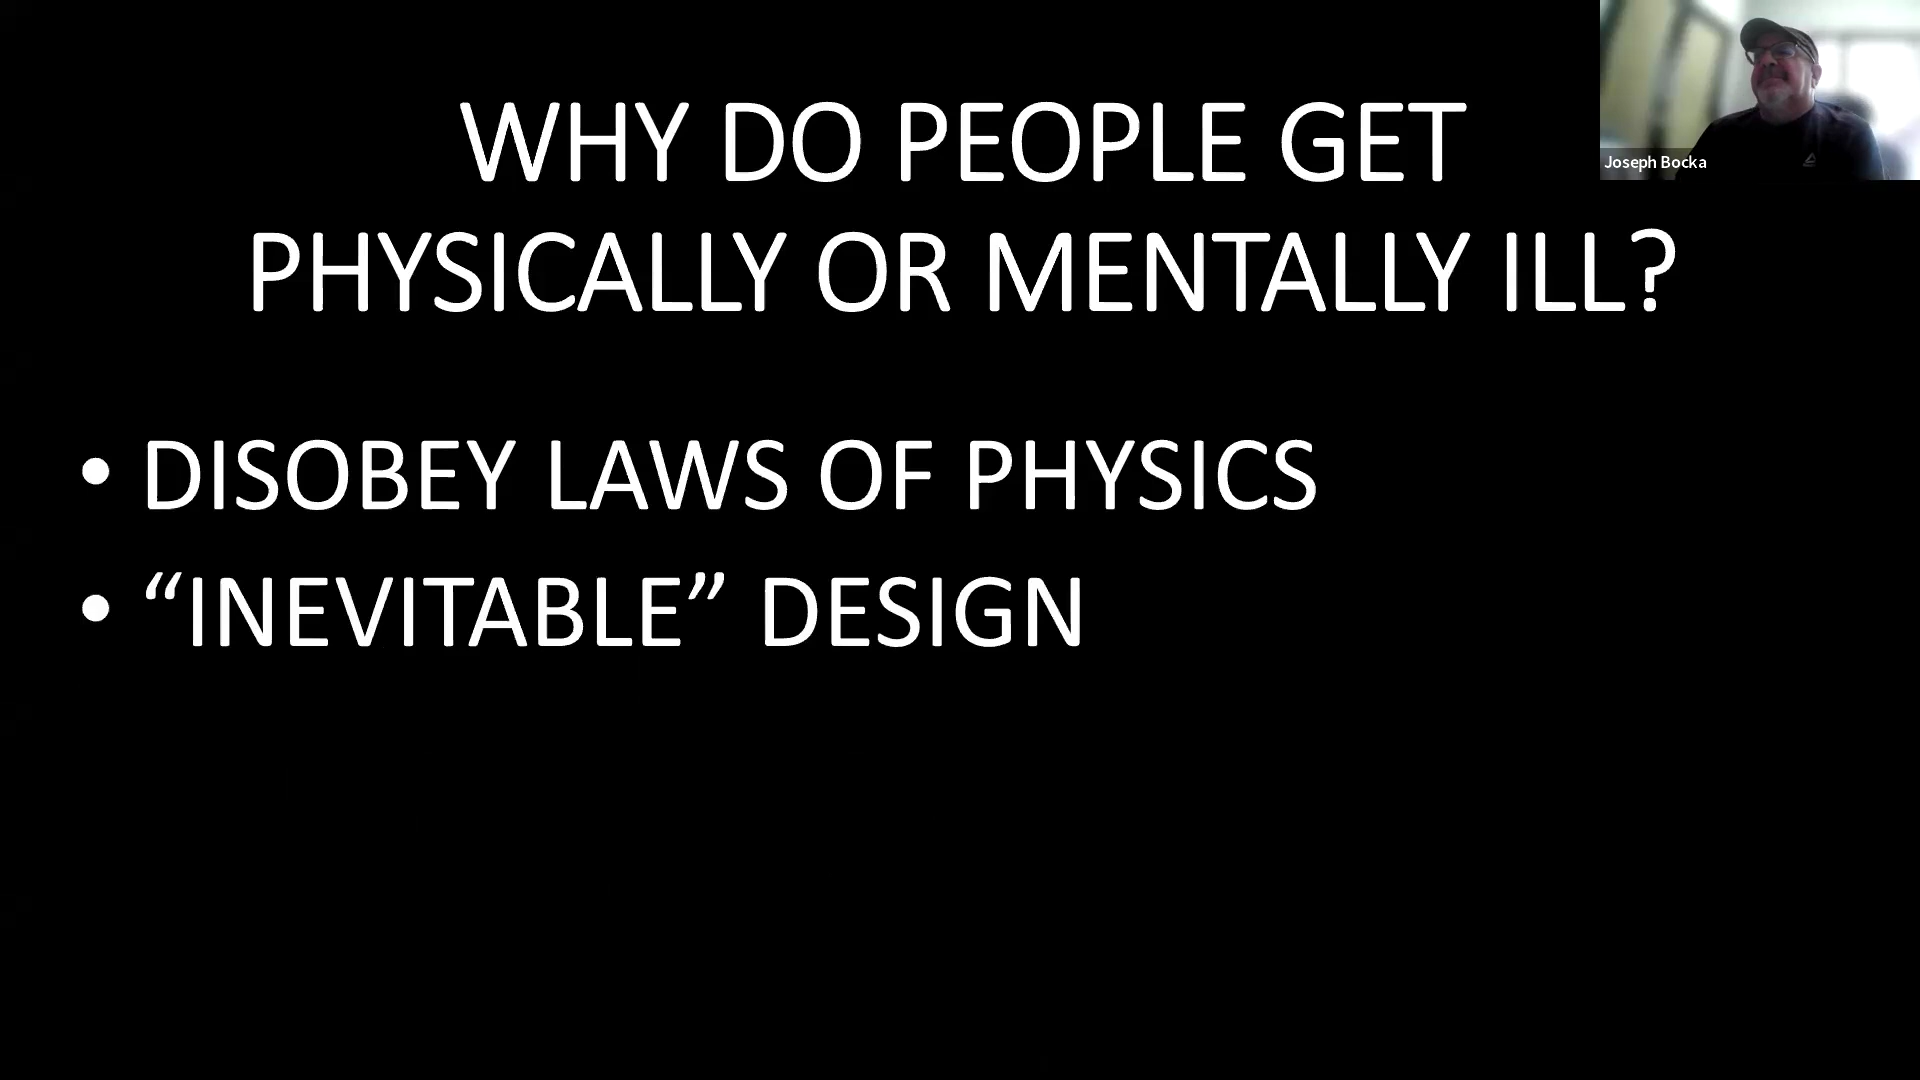 WHY DO PEOPLE GET
PHYSICALLY OR MENTALLY ILL?
Joseph Bocka
• DISOBEY LAWS OF PHYSICS
• “INEVITABLE” DESIGN